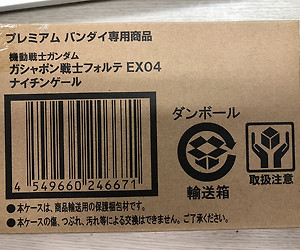 プレミアム バンダイ専用商品
機動戦士ガンダム
ガシャポン戦士フォルテ EX04
ナイチンゲール
4 549660 246671
ダンボール
輸送箱
取扱注意
●本ケースは、商品輸送用の保護梱包材です。
●本ケースの傷、つぶれ、汚れ等による交換はできません。ご了承ください。